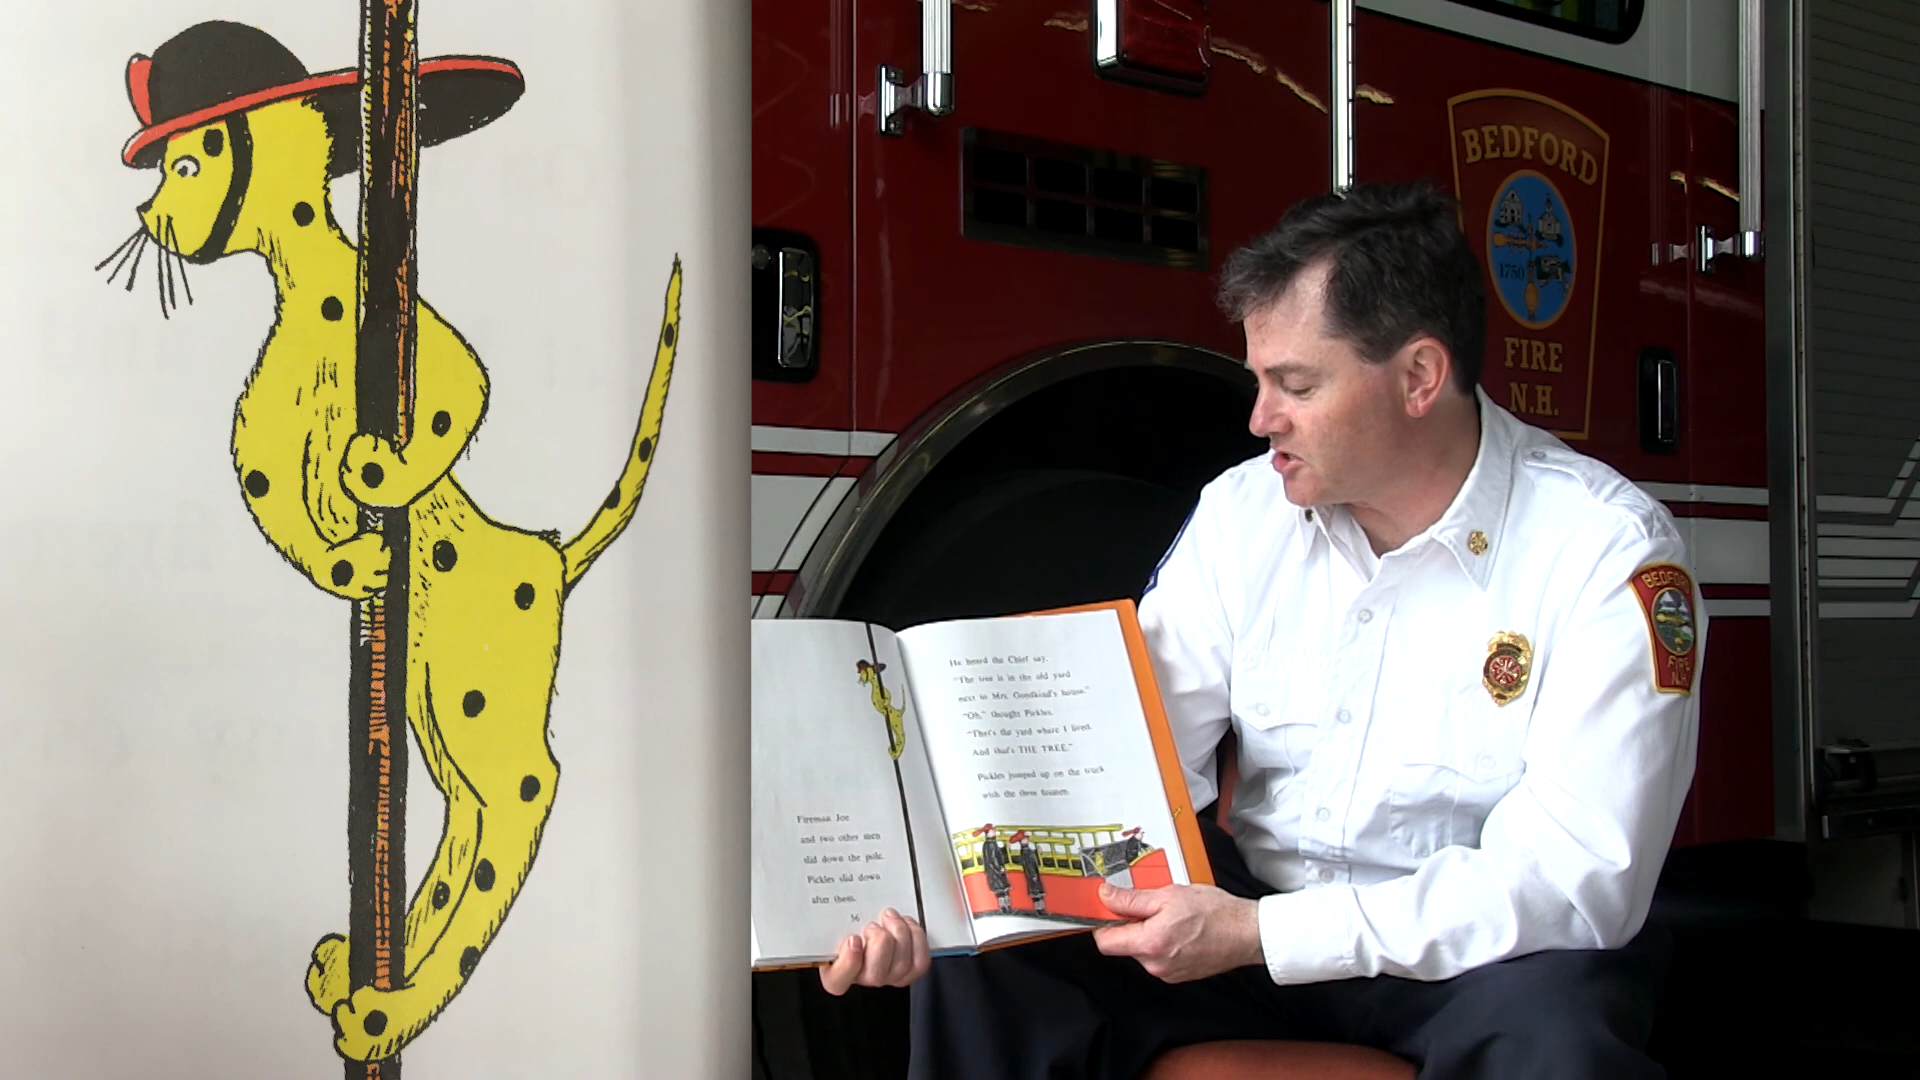 BEDFORD
1750
FIRE
N.H.
BEDFORD
FIRE
N.H.
Fireman Joe
and two other men
slid down the pole.
Pickles slid down
after them.
56
He heard the Chief say,
"The tree is in the old yard
next to Mrs. Goodkind's house."
"Oh," thought Pickles.
"That's the yard where I lived.
And that's THE TREE."
Pickles jumped up on the truck
with the three firemen.